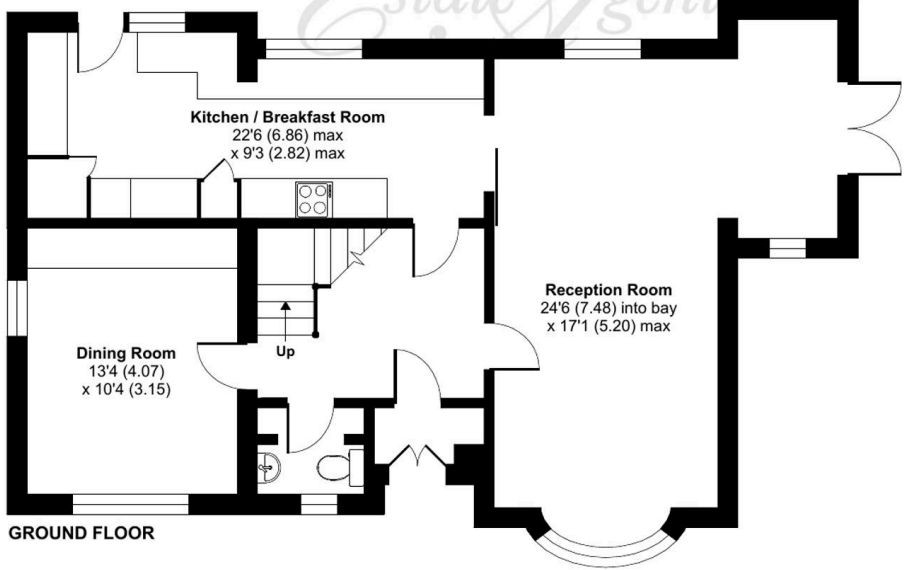 Estate Agent
Kitchen / Breakfast Room
22'6 (6.86) max
x 9'3 (2.82) max
Reception Room
24'6 (7.48) into bay
x 17'1 (5.20) max
Dining Room
13'4 (4.07)
x 10'4 (3.15)
Up
GROUND FLOOR